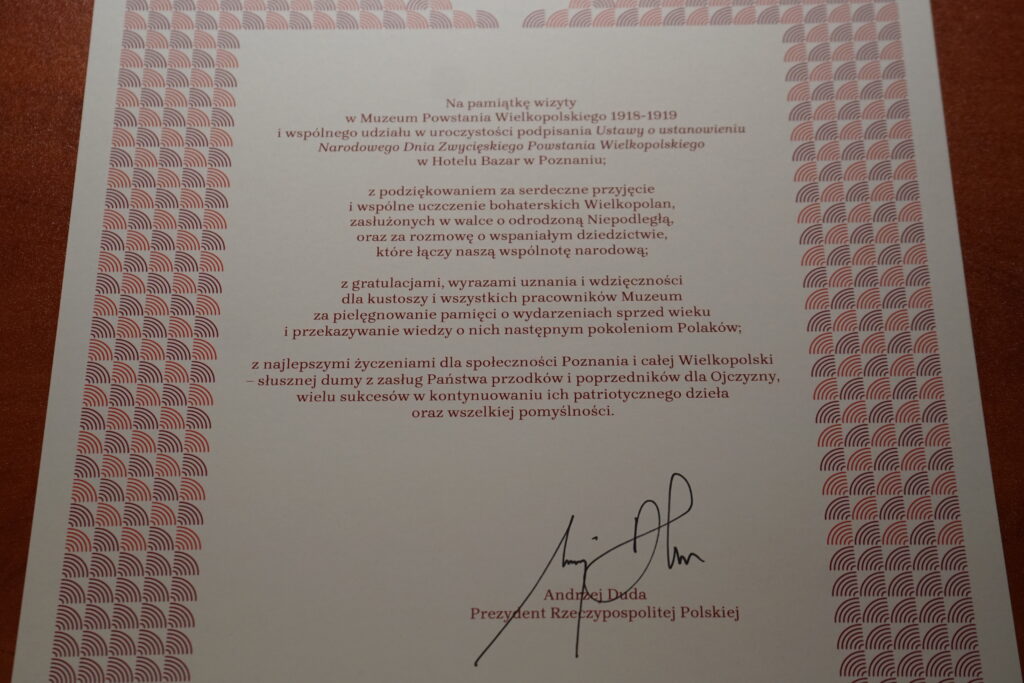 Na pamiątkę wizyty
w Muzeum Powstania Wielkopolskiego 1918-1919
i wspólnego udziału w uroczystości podpisania Ustawy o ustanowieniu
Narodowego Dnia Zwycięskiego Powstania Wielkopolskiego
w Hotelu Bazar w Poznaniu;
z podziękowaniem za serdeczne przyjęcie
i wspólne uczczenie bohaterskich Wielkopolan,
zasłużonych w walce o odrodzoną Niepodległą,
oraz za rozmowę o wspaniałym dziedzictwie,
które łączy naszą wspólnotę narodową;
z gratulacjami, wyrazami uznania i wdzięczności
dla kustoszy i wszystkich pracowników Muzeum
za pielęgnowanie pamięci o wydarzeniach sprzed wieku
i przekazywanie wiedzy o nich następnym pokoleniom Polaków;
z najlepszymi życzeniami dla społeczności Poznania i całej Wielkopolski
– słusznej dumy z zasług Państwa przodków i poprzedników dla Ojczyzny,
wielu sukcesów w kontynuowaniu ich patriotycznego dzieła
oraz wszelkiej pomyślności.
Andrzej Duda
Prezydent Rzeczypospolitej Polskiej